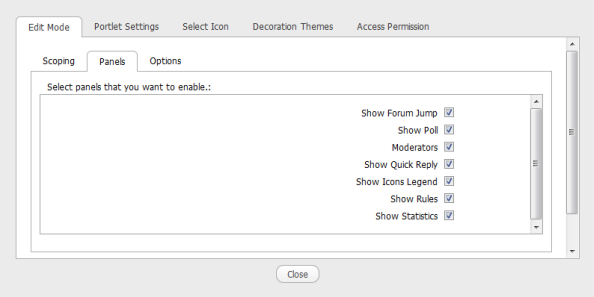 Edit Mode Portlet Settings Select Icon Decoration Themes Access Permission
Scoping Panels Options
Select panels that you want to enable.:
Show Forum Jump
Show Poll
Moderators
Show Quick Reply
Show Icons Legend
Show Rules
Show Statistics
Close